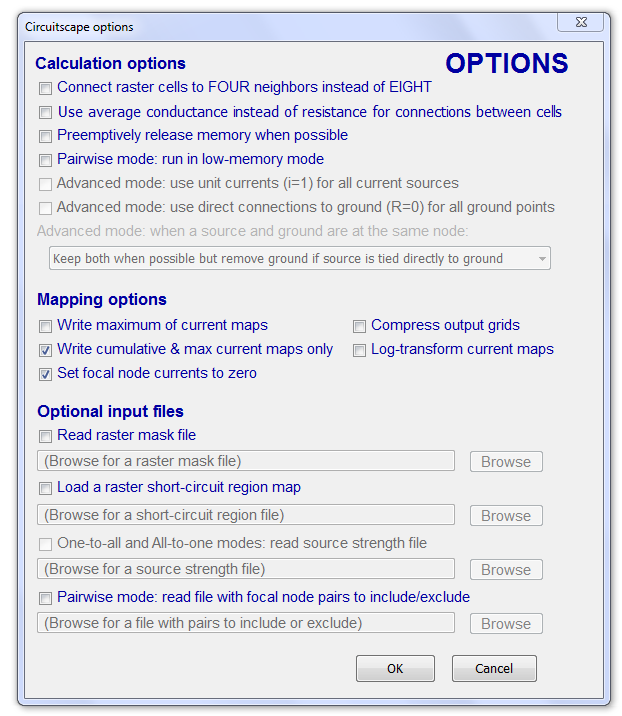 Circuitscape options
Calculation options
OPTIONS
Connect raster cells to FOUR neighbors instead of EIGHT
Use average conductance instead of resistance for connections between cells
Preemptively release memory when possible
Pairwise mode: run in low-memory mode
Advanced mode: use unit currents (i=1) for all current sources
Advanced mode: use direct connections to ground (R=0) for all ground points
Advanced mode: when a source and ground are at the same node:
Keep both when possible but remove ground if source is tied directly to ground
Mapping options
Write maximum of current maps
Compress output grids
Write cumulative & max current maps only
Log-transform current maps
Set focal node currents to zero
Optional input files
Read raster mask file
(Browse for a raster mask file)
Browse
Load a raster short-circuit region map
(Browse for a short-circuit region file)
Browse
One-to-all and All-to-one modes: read source strength file
(Browse for a source strength file)
Browse
Pairwise mode: read file with focal node pairs to include/exclude
(Browse for a file with pairs to include or exclude)
Browse
OK
Cancel